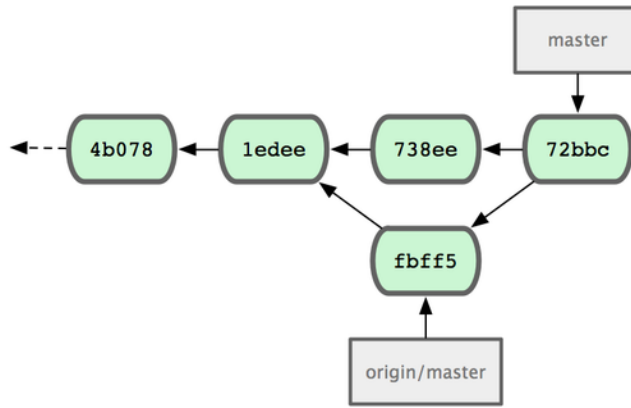 master
4b078
1edee
738ee
72bbc
fbff5
origin/master